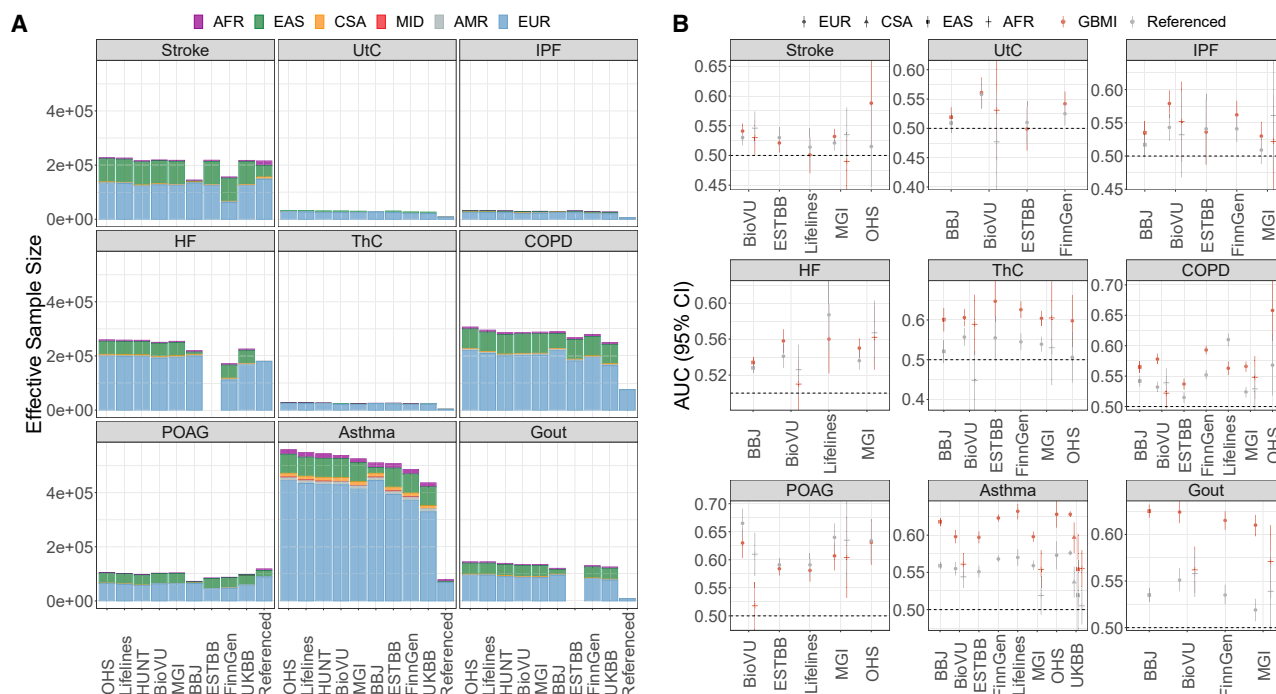 A
AFR EAS CSA MID AMR EUR
Stroke UtC IPF
4e+05
2e+05
0e+00
HF ThC COPD
4e+05
2e+05
0e+00
POAG Asthma Gout
4e+05
2e+05
0e+00
Effective Sample Size
OHS Lifelines HUNT BioVU MGI BBJ ESTBB FinnGen UKBB Referenced
OHS Lifelines HUNT BioVU MGI BBJ ESTBB FinnGen UKBB Referenced
OHS Lifelines HUNT BioVU MGI BBJ ESTBB FinnGen UKBB Referenced
B
EUR CSA EAS AFR GBMI Referenced
AUC (95% CI)
Stroke
0.65
0.60
0.55
0.50
0.45
BioVU ESTBB Lifelines MGI OHS
UtC
0.60
0.55
0.50
0.45
0.40
BBJ BioVU ESTBB FinnGen
IPF
0.60
0.55
0.50
0.45
BBJ BioVU ESTBB FinnGen MGI
HF
0.60
0.56
0.52
BBJ BioVU Lifelines MGI
ThC
0.6
0.5
0.4
BBJ BioVU ESTBB FinnGen MGI OHS
COPD
0.70
0.65
0.60
0.55
0.50
BBJ BioVU ESTBB FinnGen Lifelines MGI OHS
POAG
0.70
0.65
0.60
0.55
0.50
BioVU ESTBB Lifelines MGI OHS
Asthma
0.60
0.55
0.50
BBJ BioVU ESTBB FinnGen Lifelines MGI OHS UKBB
Gout
0.60
0.55
0.50
BBJ BioVU FinnGen MGI